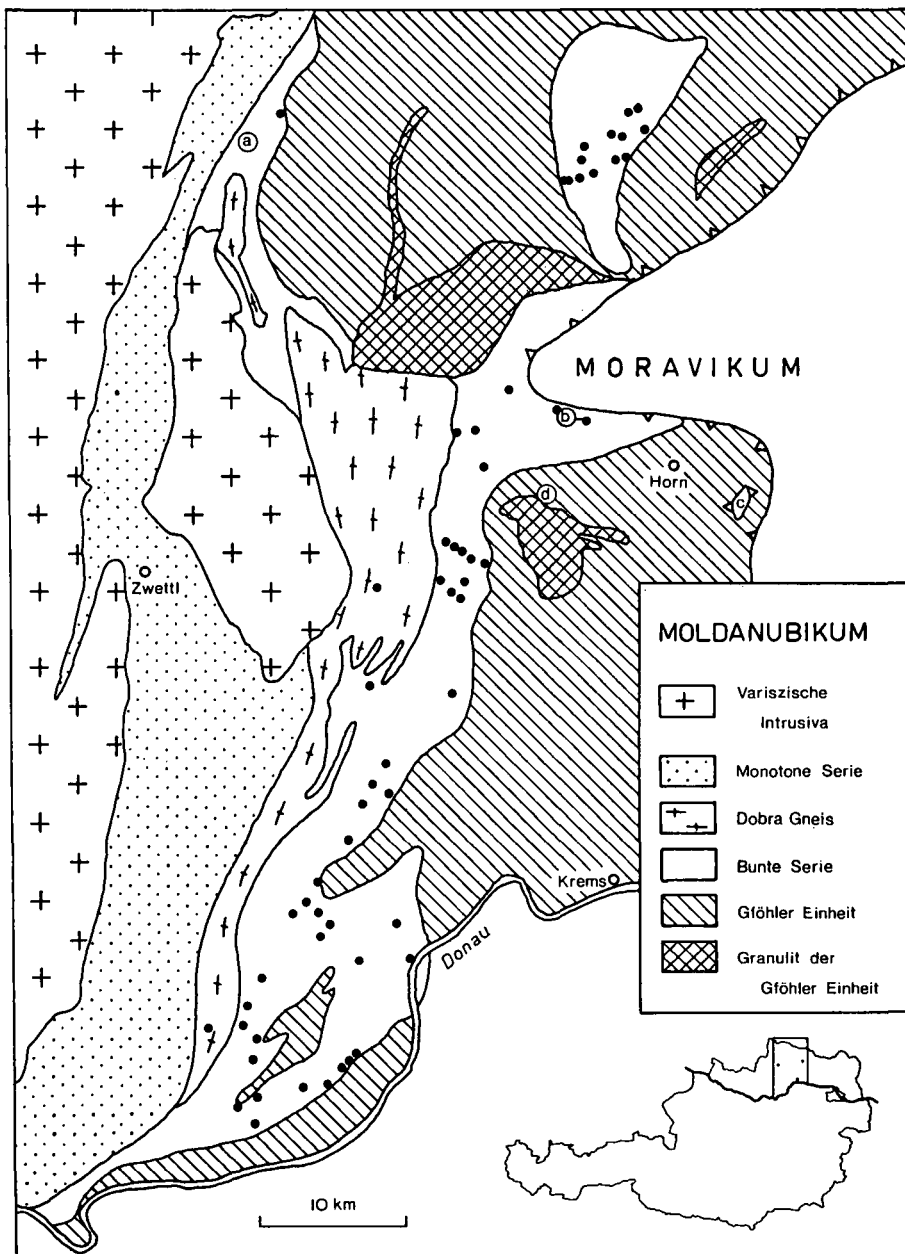 a
MORAVIKUM
b
Horn
d
c
Zwettl
MOLDANUBIKUM
Variszische
Intrusiva
Monotone Serie
Dobra Gneis
Bunte Serie
Gföhler Einheit
Granulit der
Gföhler Einheit
Krems
Donau
10 km